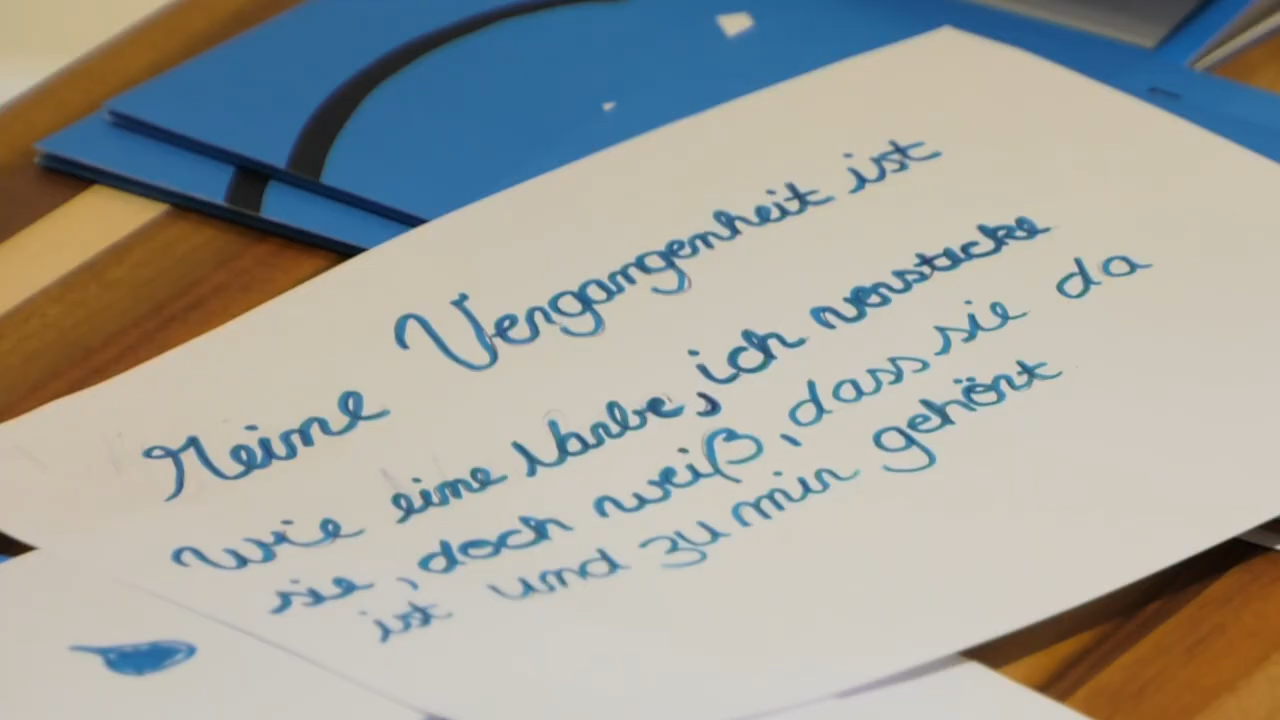 Meine Vergangenheit ist
wie eine Narbe, ich verstecke
sie, doch weiß, dass sie da
ist und zu mir gehört